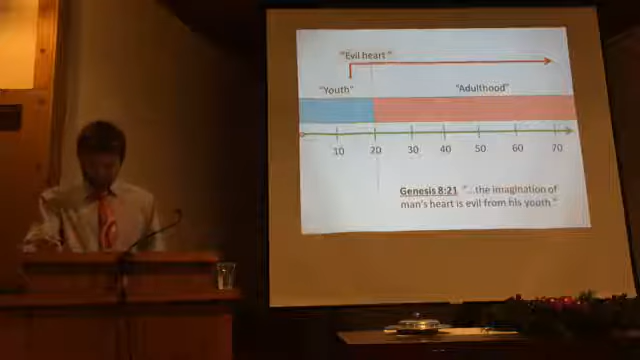 "Evil heart"
"Youth" "Adulthood"
10 20 30 40 50 60 70
Genesis 8:21 "...the imagination of
man's heart is evil from his youth"